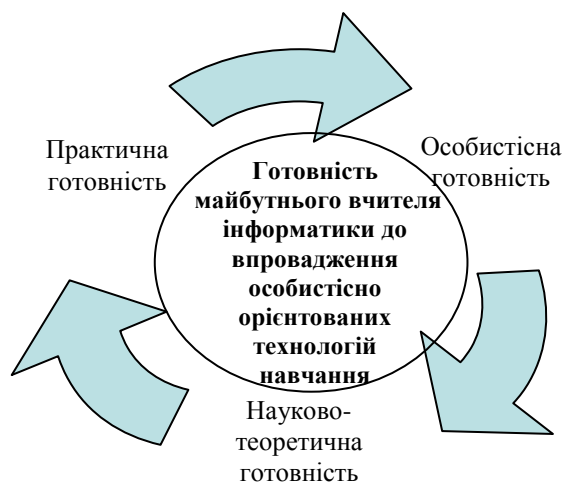 Практична
готовність
Особистісна
готовність
Готовність
майбутнього вчителя
інформатики до
впровадження
особистісно
орієнтованих
технологій
навчання
Науково-
теоретична
готовність